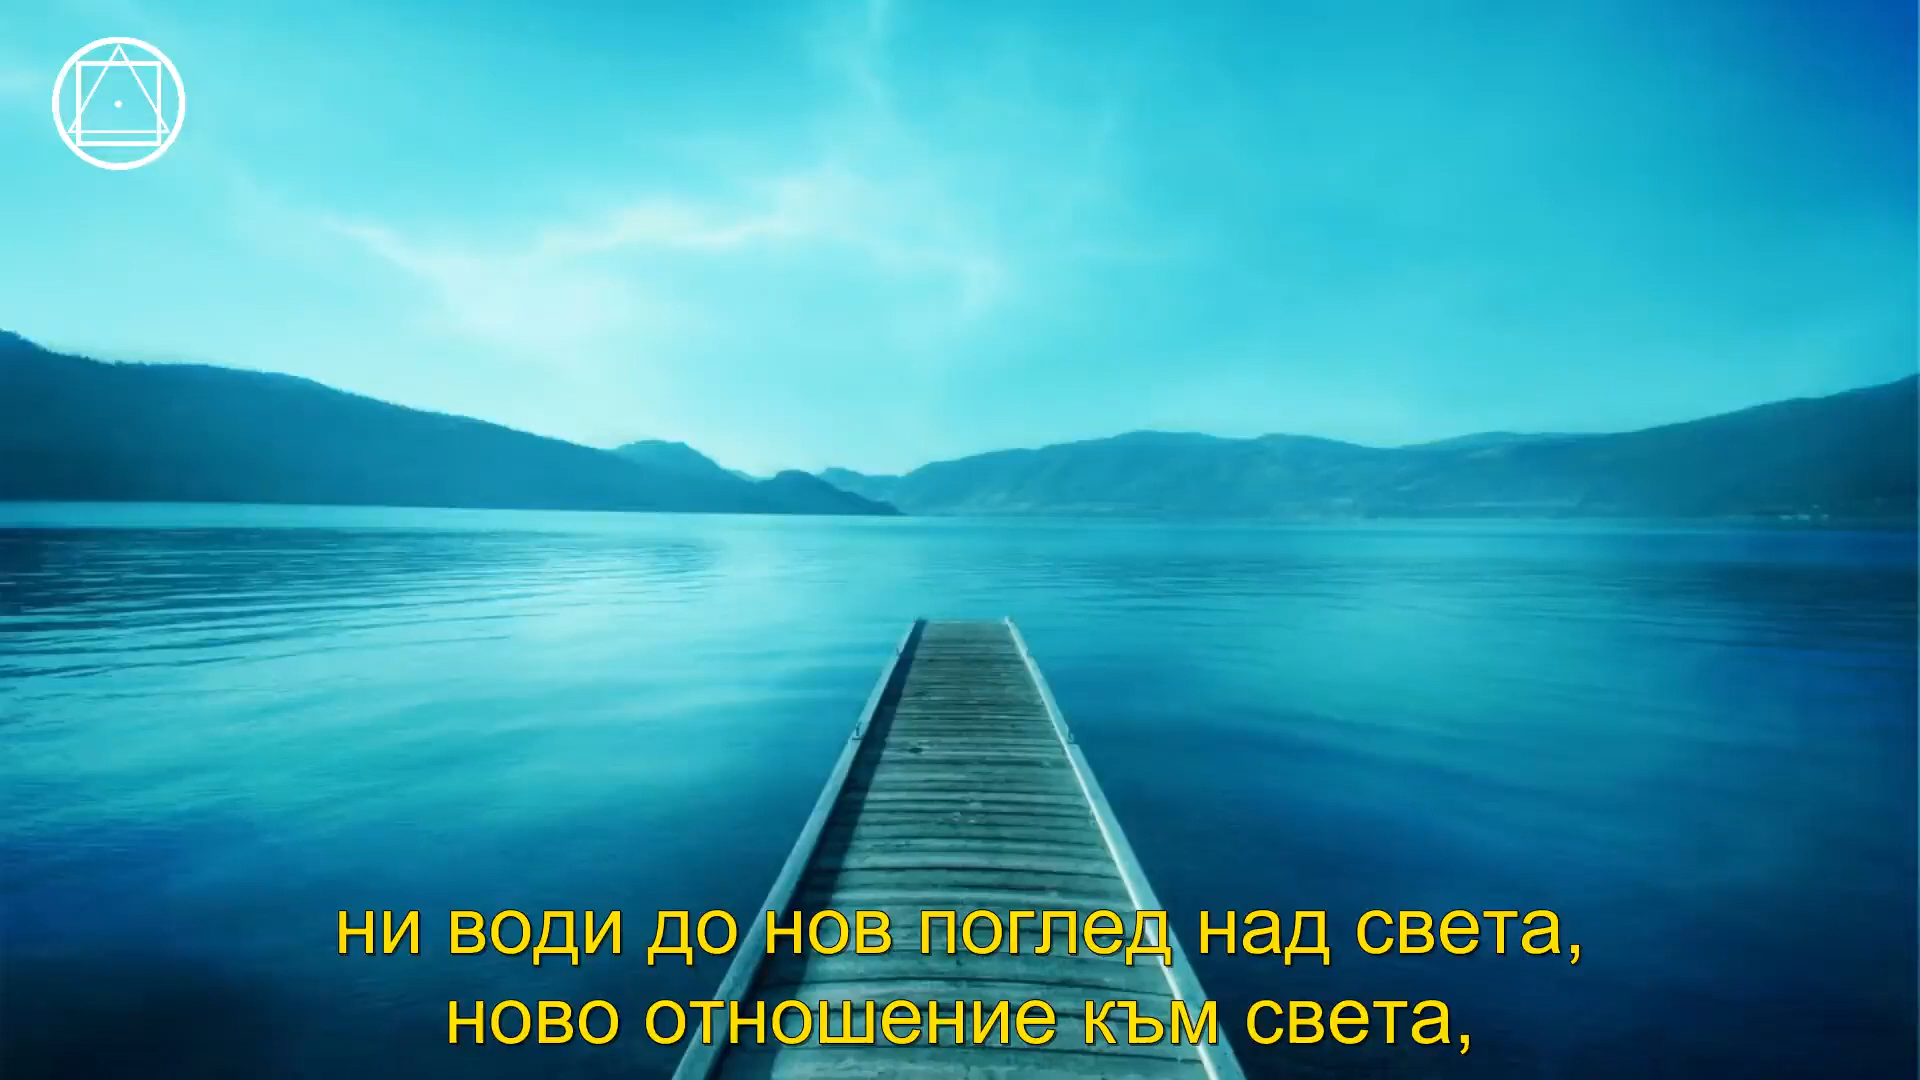 ни води до нов поглед над света,
ново отношение към света,